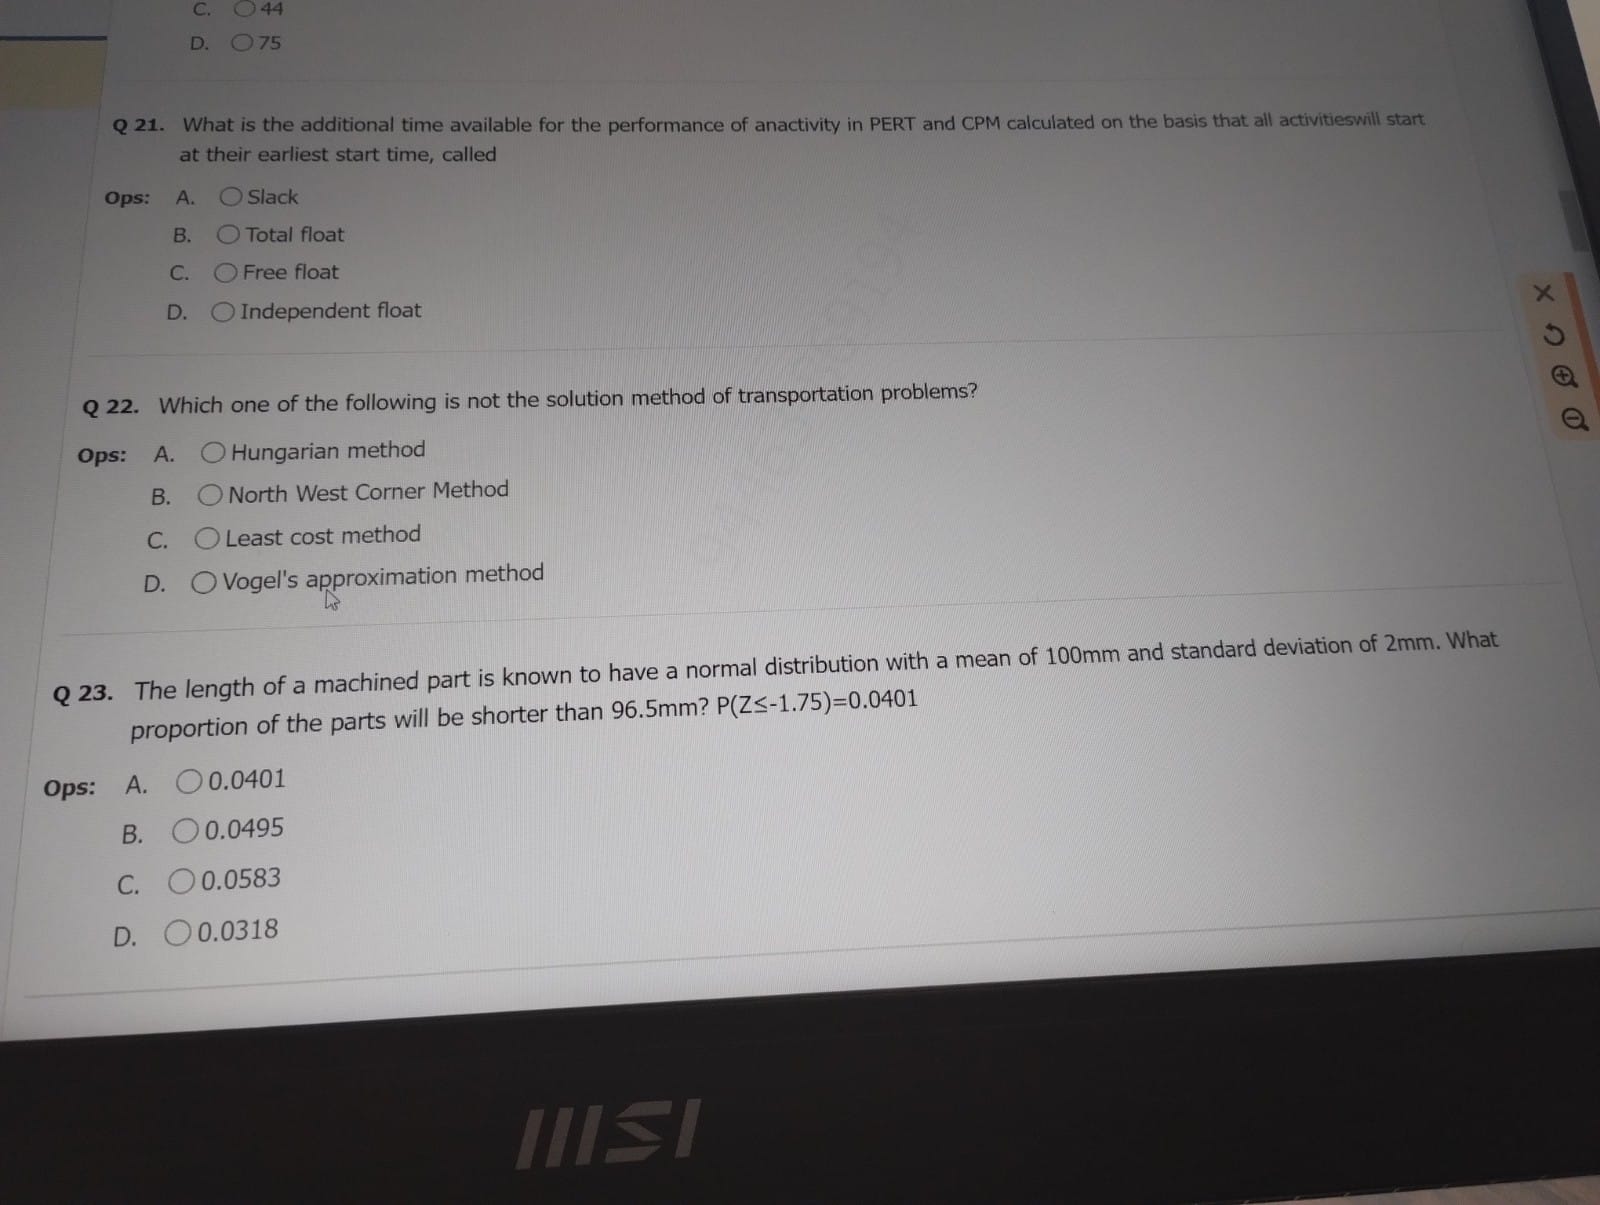 C. 44
D. 75
Q 21. What is the additional time available for the performance of anactivity in PERT and CPM calculated on the basis that all activitieswill start
at their earliest start time, called
Ops: A. Slack
B. Total float
C. Free float
D. Independent float
Q 22. Which one of the following is not the solution method of transportation problems?
Ops: A. Hungarian method
B. North West Corner Method
C. Least cost method
D. Vogel's approximation method
Q 23. The length of a machined part is known to have a normal distribution with a mean of 100mm and standard deviation of 2mm. What
proportion of the parts will be shorter than 96.5mm? P(Z≤-1.75)=0.0401
Ops: A. 0.0401
B. 0.0495
C. 0.0583
D. 0.0318
msi